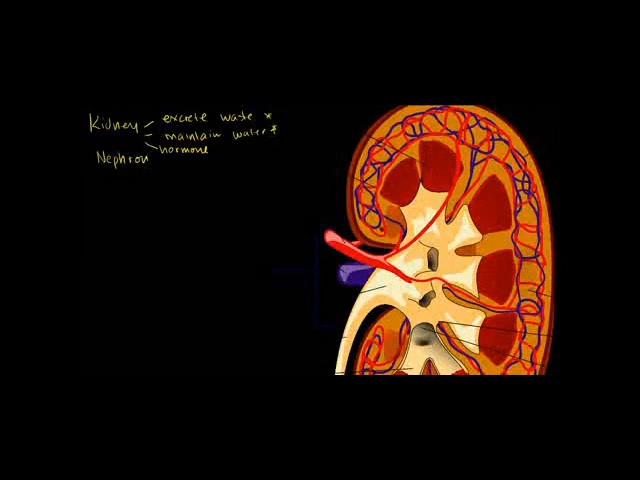 Kidney
excrete waste *
maintain water *
hormone
Nephron